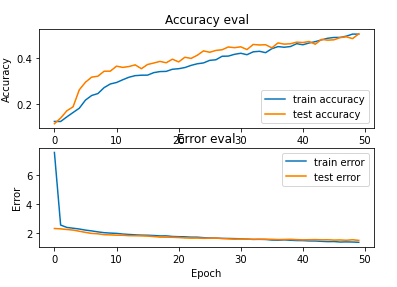 Accuracy eval
Accuracy
0.4
0.2
train accuracy
test accuracy
0 10 20 30 40 50
Error eval
Error
6
4
2
train error
test error
0 10 20 30 40 50
Epoch